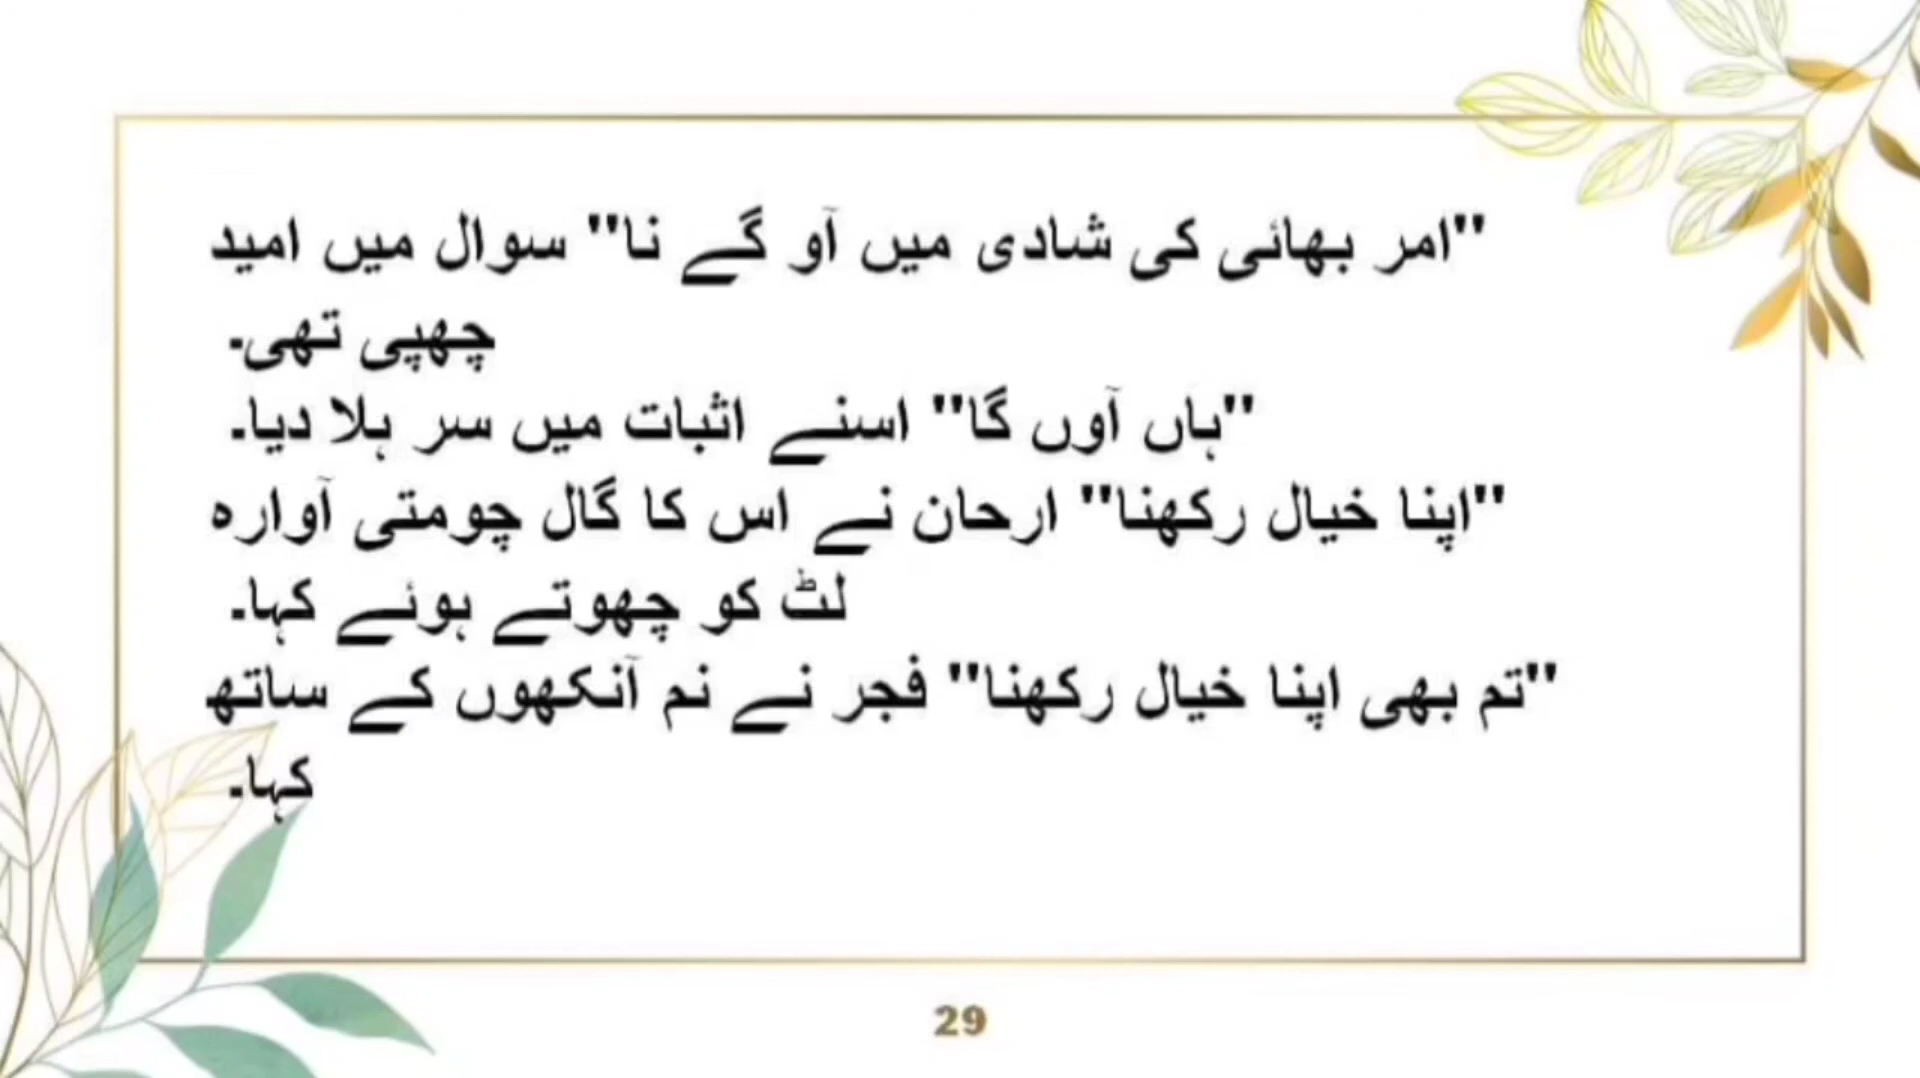 "امر بھائی کی شادی میں آو گے نا" سوال میں امید
چھپی تھی۔
"ہاں آوں گا" اسنے اثبات میں سر ہلا دیا۔
"اپنا خیال رکھنا" ارحان نے اس کا گال چومتی آوارہ
لٹ کو چھوتے ہوئے کہا۔
"تم بھی اپنا خیال رکھنا" فجر نے نم آنکھوں کے ساتھ
کہا۔
29